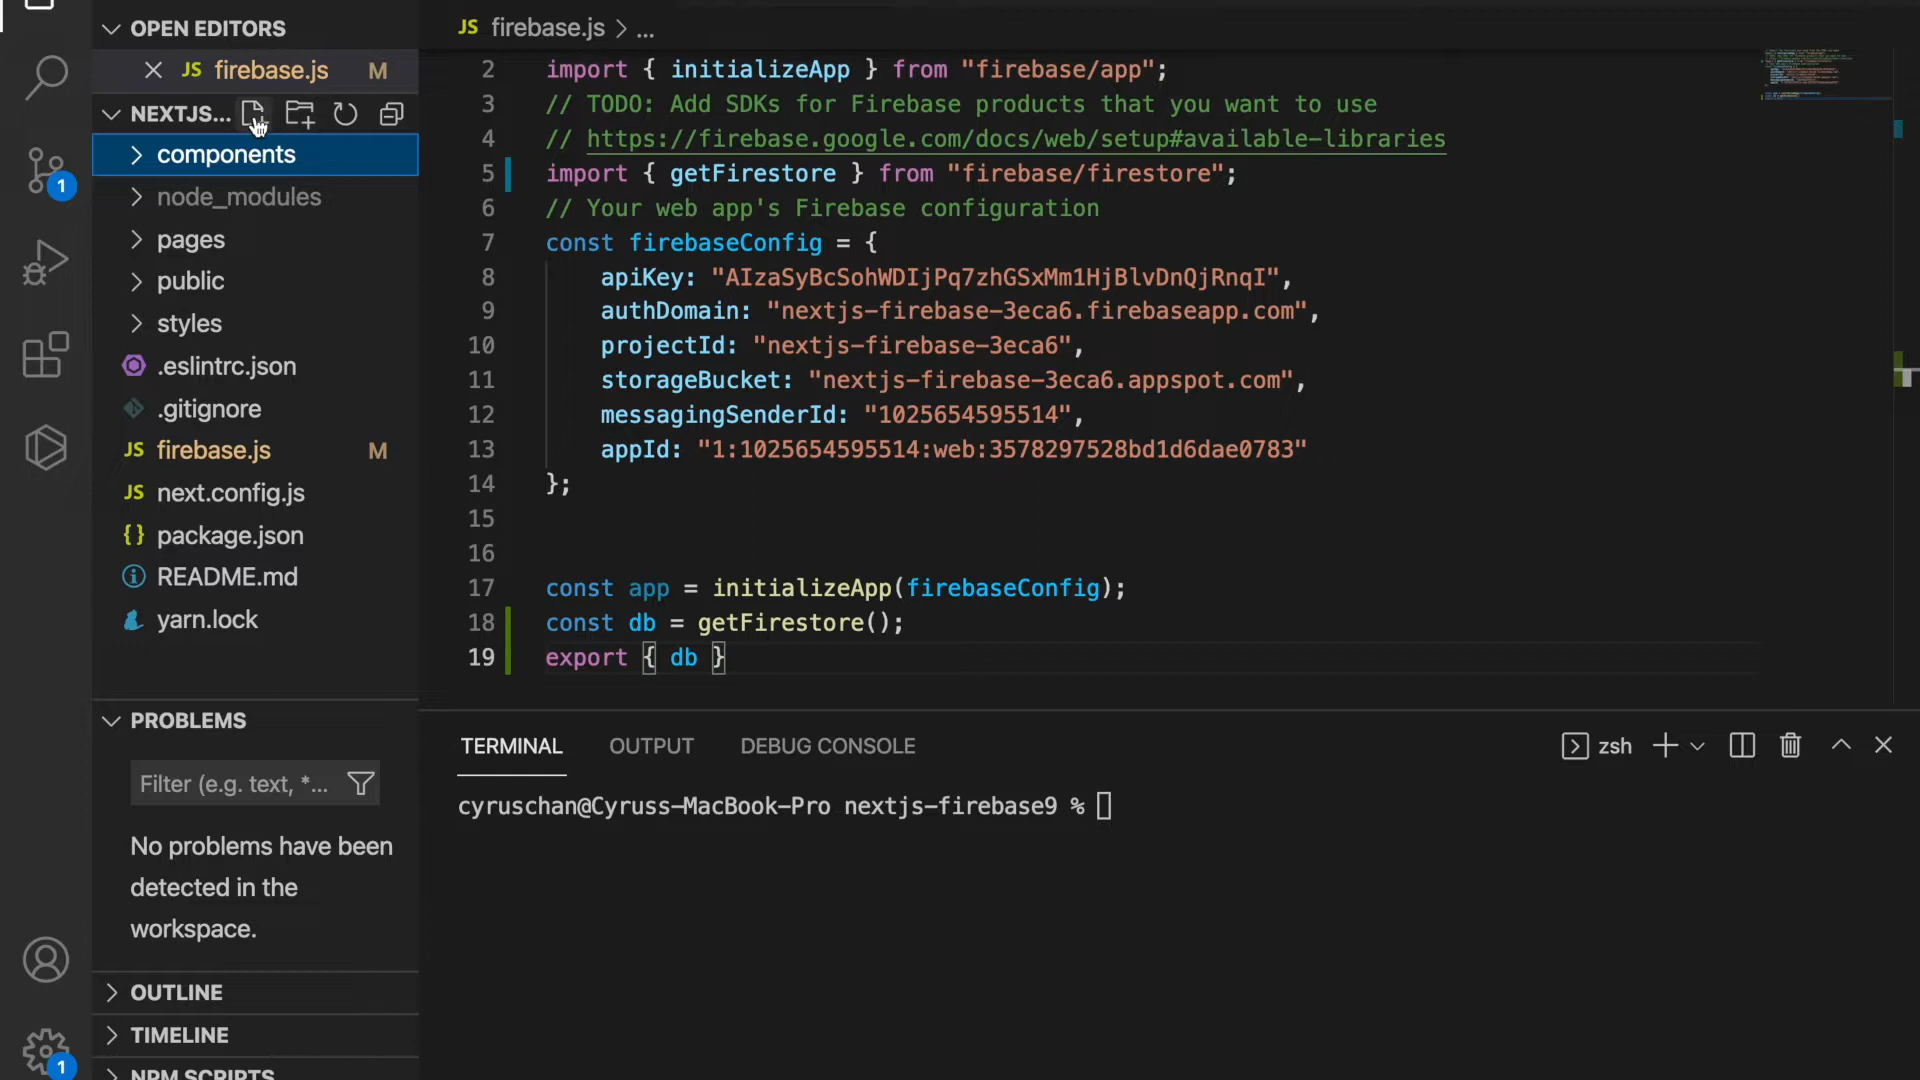 OPEN EDITORS
JS firebase.js M
NEXTJS...
components
node_modules
pages
public
styles
.eslintrc.json
.gitignore
JS firebase.js M
JS next.config.js
{} package.json
README.md
yarn.lock
PROBLEMS
Filter (e.g. text, *...
No problems have been
detected in the
workspace.
OUTLINE
TIMELINE
NPM SCRIPTS
1
1
JS firebase.js > ...
2 import { initializeApp } from "firebase/app";
3 // TODO: Add SDKs for Firebase products that you want to use
4 // https://firebase.google.com/docs/web/setup#available-libraries
5 import { getFirestore } from "firebase/firestore";
6 // Your web app's Firebase configuration
7 const firebaseConfig = {
8 apiKey: "AIzaSyBcSohWDIjPq7zhGSxMm1HjBlvDnQjRnqI",
9 authDomain: "nextjs-firebase-3eca6.firebaseapp.com",
10 projectId: "nextjs-firebase-3eca6",
11 storageBucket: "nextjs-firebase-3eca6.appspot.com",
12 messagingSenderId: "1025654595514",
13 appId: "1:1025654595514:web:3578297528bd1d6dae0783"
14 };
15
16
17 const app = initializeApp(firebaseConfig);
18 const db = getFirestore();
19 export { db }
TERMINAL OUTPUT DEBUG CONSOLE zsh
cyruschan@Cyruss-MacBook-Pro nextjs-firebase9 %